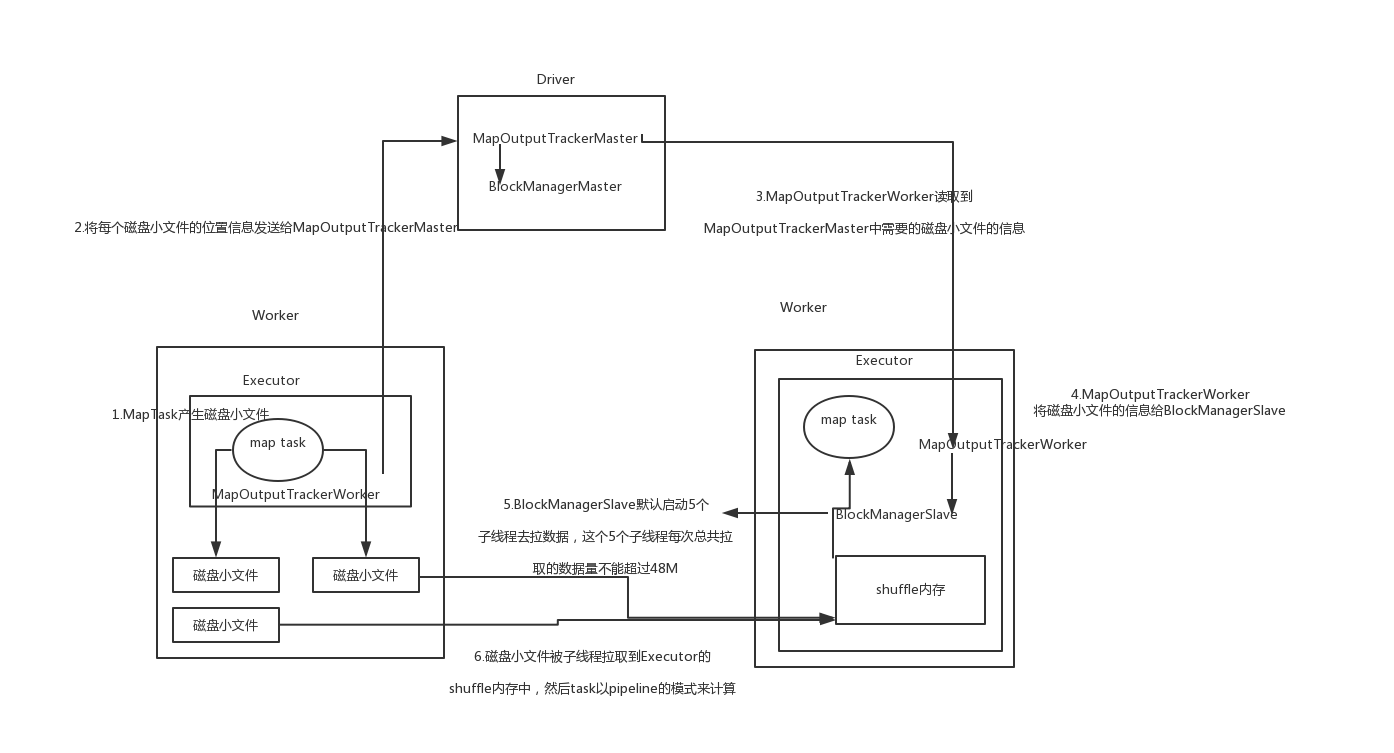 Driver
MapOutputTrackerMaster
BlockManagerMaster
2.将每个磁盘小文件的位置信息发送给MapOutputTrackerMaster
3.MapOutputTrackerWorker读取到
MapOutputTrackerMaster中需要的磁盘小文件的信息
Worker
Executor
1.MapTask产生磁盘小文件
map task
MapOutputTrackerWorker
磁盘小文件
磁盘小文件
磁盘小文件
Worker
Executor
map task
MapOutputTrackerWorker
BlockManagerSlave
shuffle内存
4.MapOutputTrackerWorker
将磁盘小文件的信息给BlockManagerSlave
5.BlockManagerSlave默认启动5个
子线程去拉数据，这个5个子线程每次总共拉
取的数据量不能超过48M
6.磁盘小文件被子线程拉取到Executor的
shuffle内存中，然后task以pipeline的模式来计算